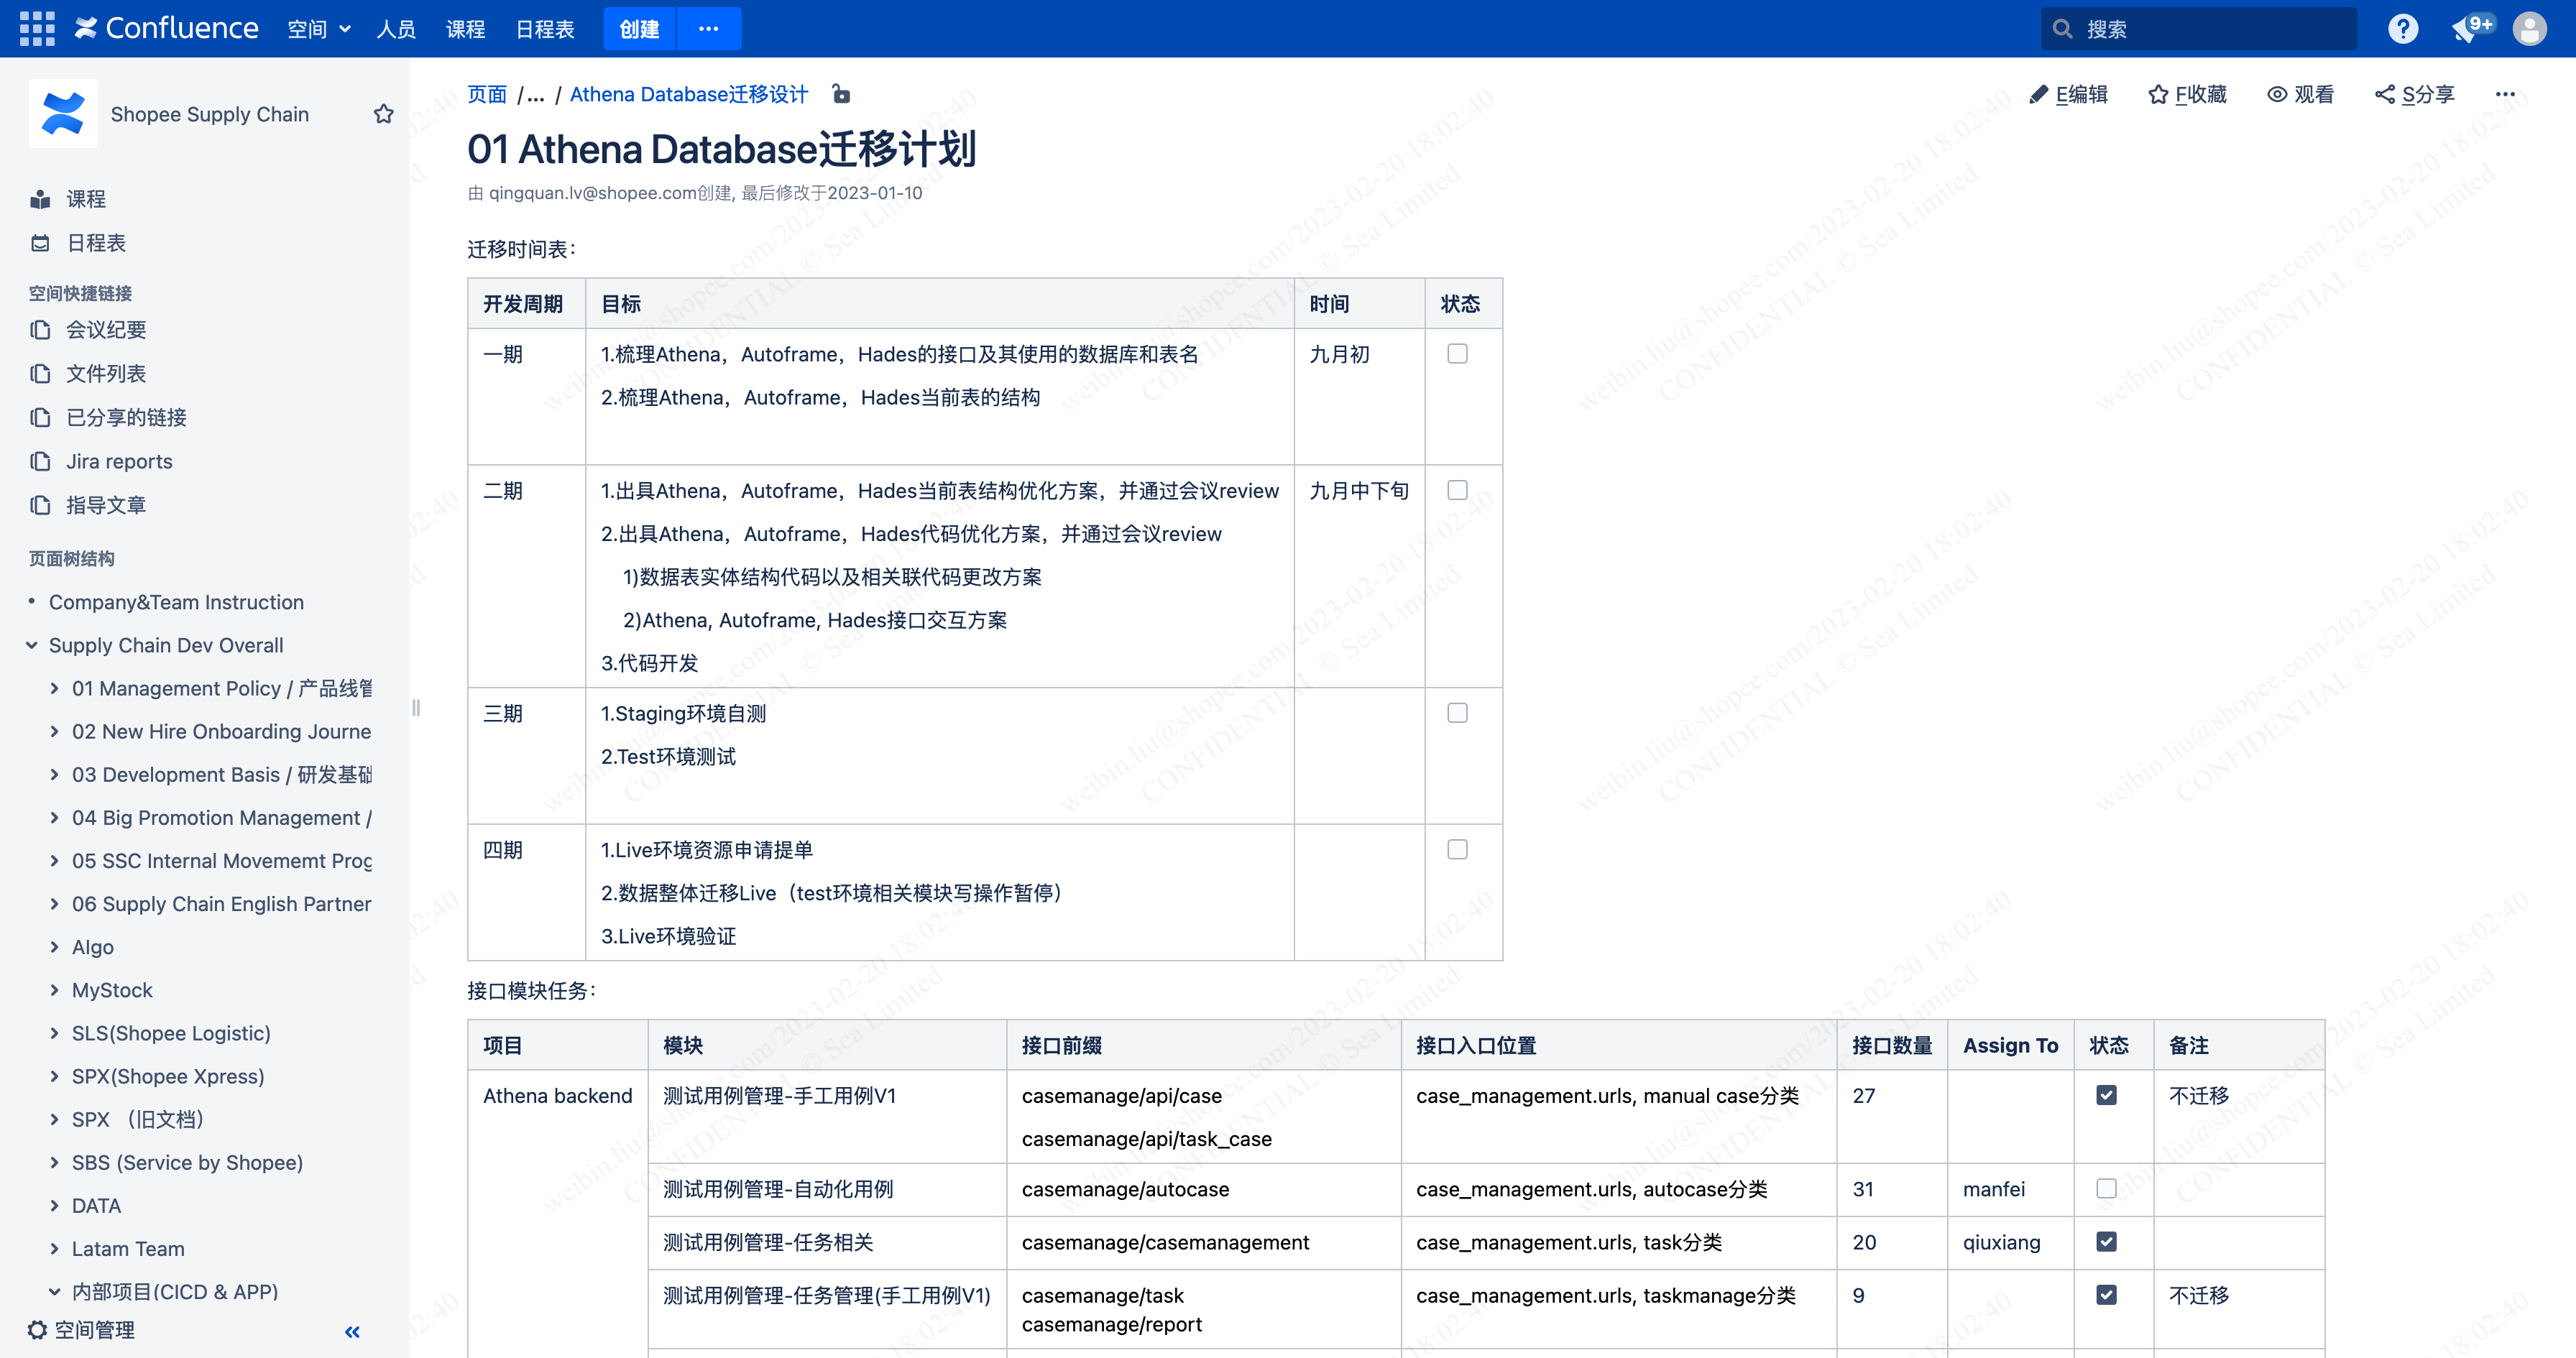 Confluence 空间 人员 课程 日程表 创建 ··· 搜索 9+
Shopee Supply Chain
课程
日程表
空间快捷链接
会议纪要
文件列表
已分享的链接
Jira reports
指导文章
页面树结构
Company&Team Instruction
Supply Chain Dev Overall
01 Management Policy / 产品线管
02 New Hire Onboarding Journe
03 Development Basis / 研发基础
04 Big Promotion Management /
05 SSC Internal Movememt Prog
06 Supply Chain English Partner
Algo
MyStock
SLS(Shopee Logistic)
SPX(Shopee Xpress)
SPX （旧文档）
SBS (Service by Shopee)
DATA
Latam Team
内部项目(CICD & APP)
空间管理
页面 /... / Athena Database迁移设计
E编辑 F收藏 观看 S分享 ···
01 Athena Database迁移计划
由 qingquan.lv@shopee.com创建, 最后修改于2023-01-10
迁移时间表：
开发周期 目标 时间 状态
一期 1.梳理Athena，Autoframe，Hades的接口及其使用的数据库和表名 九月初
2.梳理Athena，Autoframe，Hades当前表的结构
二期 1.出具Athena，Autoframe，Hades当前表结构优化方案，并通过会议review 九月中下旬
2.出具Athena，Autoframe，Hades代码优化方案，并通过会议review
1)数据表实体结构代码以及相关联代码更改方案
2)Athena, Autoframe, Hades接口交互方案
3.代码开发
三期 1.Staging环境自测
2.Test环境测试
四期 1.Live环境资源申请提单
2.数据整体迁移Live（test环境相关模块写操作暂停）
3.Live环境验证
接口模块任务：
项目 模块 接口前缀 接口入口位置 接口数量 Assign To 状态 备注
Athena backend 测试用例管理-手工用例V1 casemanage/api/case case_management.urls, manual case分类 27 不迁移
casemanage/api/task_case
测试用例管理-自动化用例 casemanage/autocase case_management.urls, autocase分类 31 manfei
测试用例管理-任务相关 casemanage/casemanagement case_management.urls, task分类 20 qiuxiang
测试用例管理-任务管理(手工用例V1) casemanage/task case_management.urls, taskmanage分类 9 不迁移
casemanage/report
weibin.liu@shopee.com/2023-02-20 18:02:40
CONFIDENTIAL © Sea Limited